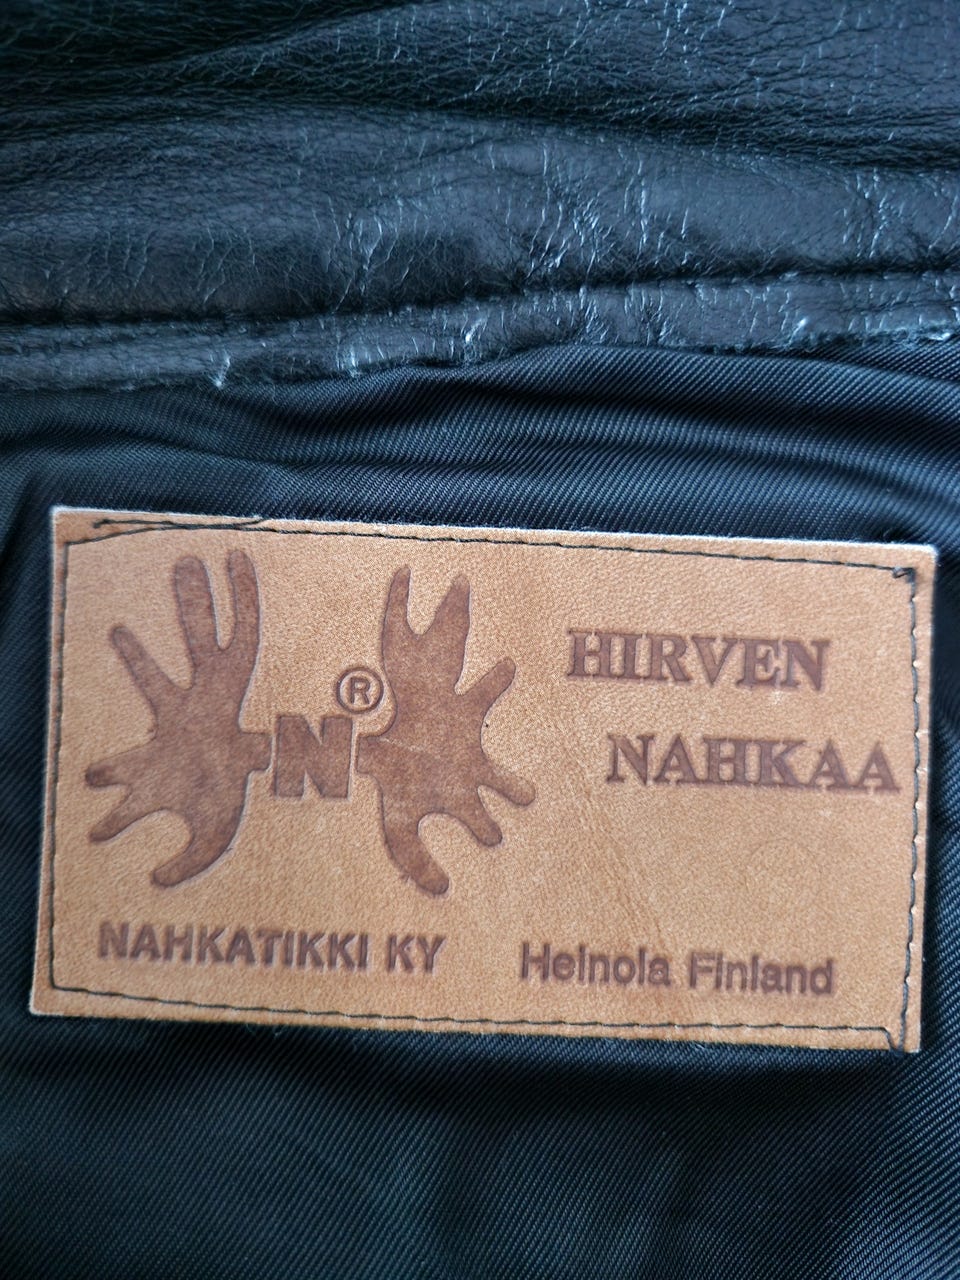 N®
HIRVEN
NAHKAA
NAHKATIKKI KY
Heinola Finland